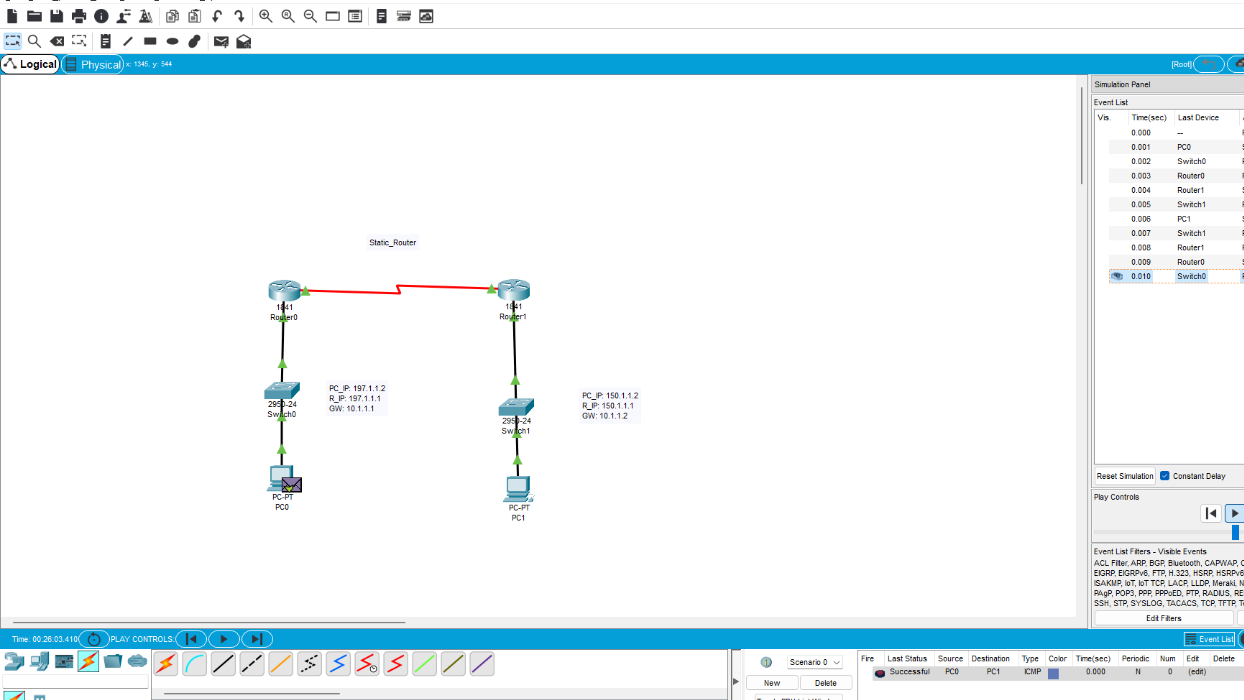 Logical
Physical
x: 1345, y: 544
[Root]
Simulation Panel
Event List
Vis. Time(sec) Last Device
0.000 --
0.001 PC0
0.002 Switch0
0.003 Router0
0.004 Router1
0.005 Switch1
0.006 PC1
0.007 Switch1
0.008 Router1
0.009 Router0
0.010 Switch0
Static_Router
1841
Router0
1841
Router1
2950-24
Switch0
PC_IP: 197.1.1.2
R_IP: 197.1.1.1
GW: 10.1.1.1
2950-24
Switch1
PC_IP: 150.1.1.2
R_IP: 150.1.1.1
GW: 10.1.1.2
PC-PT
PC0
PC-PT
PC1
Reset Simulation
Constant Delay
Play Controls
Event List Filters - Visible Events
ACL Filter, ARP, BGP, Bluetooth, CAPWAP,
EIGRP, EIGRPv6, FTP, H.323, HSRP, HSRPv6
ISAKMP, IoT, IoT TCP, LACP, LLDP, Meraki,
PAgP, POP3, PPP, PPPoED, PTP, RADIUS,
SSH, STP, SYSLOG, TACACS, TCP, TFTP,
Edit Filters
Time: 00:26:03.410
PLAY CONTROLS:
Event List
Scenario 0
New
Delete
Fire Last Status Source Destination Type Color Time(sec) Periodic Num Edit Delete
Successful PC0 PC1 ICMP 0.000 N 0 (edit)